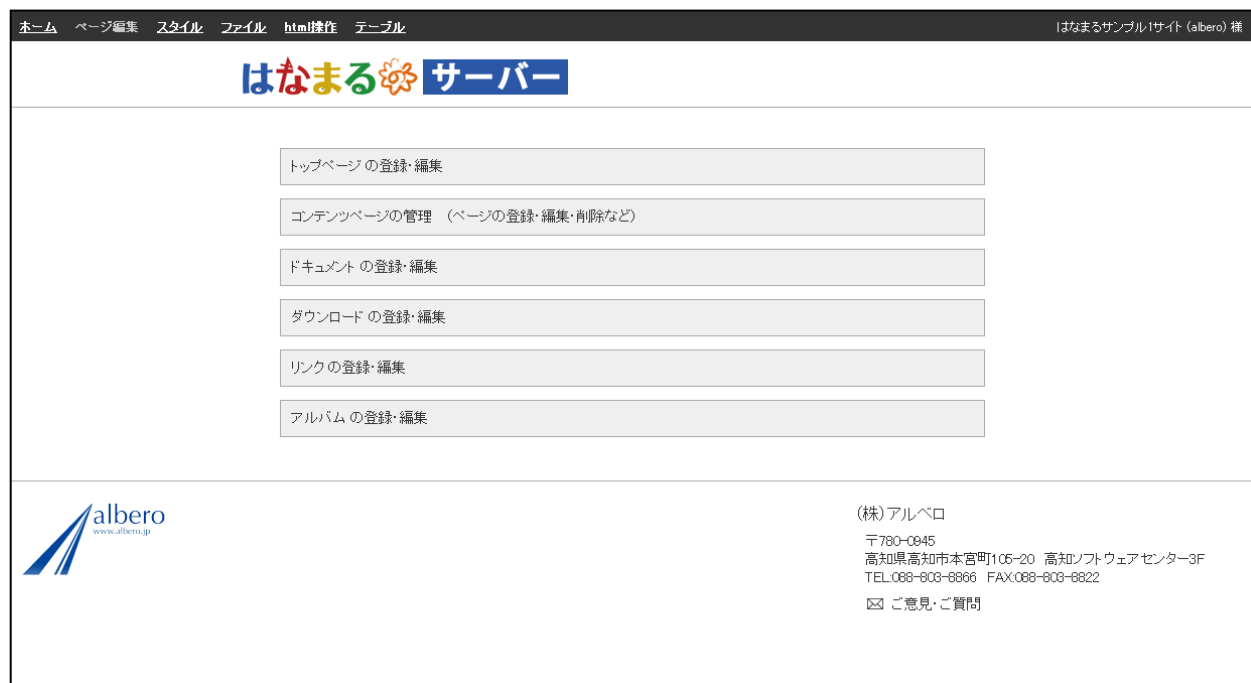 ホーム ページ編集 スタイル ファイル html操作 テーブル はなまるサンプル1サイト (albero) 様
はなまる サーバー
トップページ の登録・編集
コンテンツページの管理 （ページの登録・編集・削除など）
ドキュメント の登録・編集
ダウンロード の登録・編集
リンク の登録・編集
アルバム の登録・編集
albero
www.albero.jp
(株)アルベロ
〒780-0945
高知県高知市本宮町105-20 高知ソフトウェアセンター3F
TEL:088-803-8866 FAX:088-803-8822
ご意見・ご質問